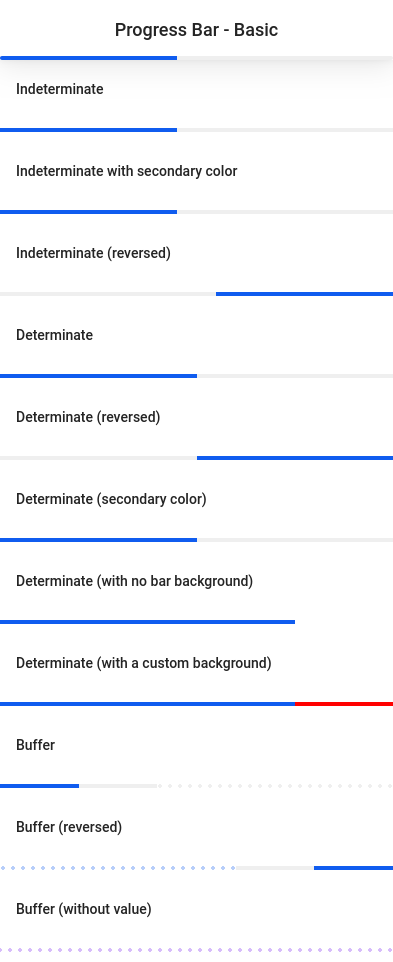 Progress Bar - Basic
Indeterminate
Indeterminate with secondary color
Indeterminate (reversed)
Determinate
Determinate (reversed)
Determinate (secondary color)
Determinate (with no bar background)
Determinate (with a custom background)
Buffer
Buffer (reversed)
Buffer (without value)